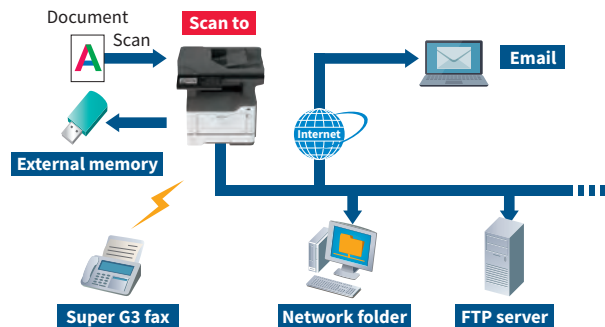 Document
Scan
Scan to
A
Email
Internet
External memory
Super G3 fax
Network folder
FTP server